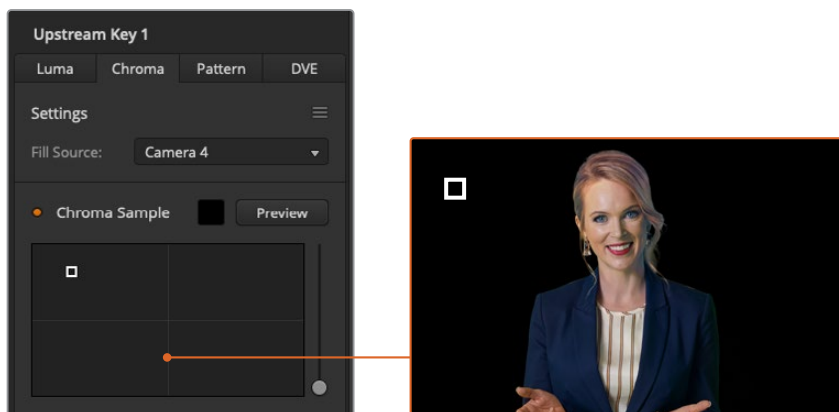 Upstream Key 1
Luma Chroma Pattern DVE
Settings
Fill Source: Camera 4
Chroma Sample Preview